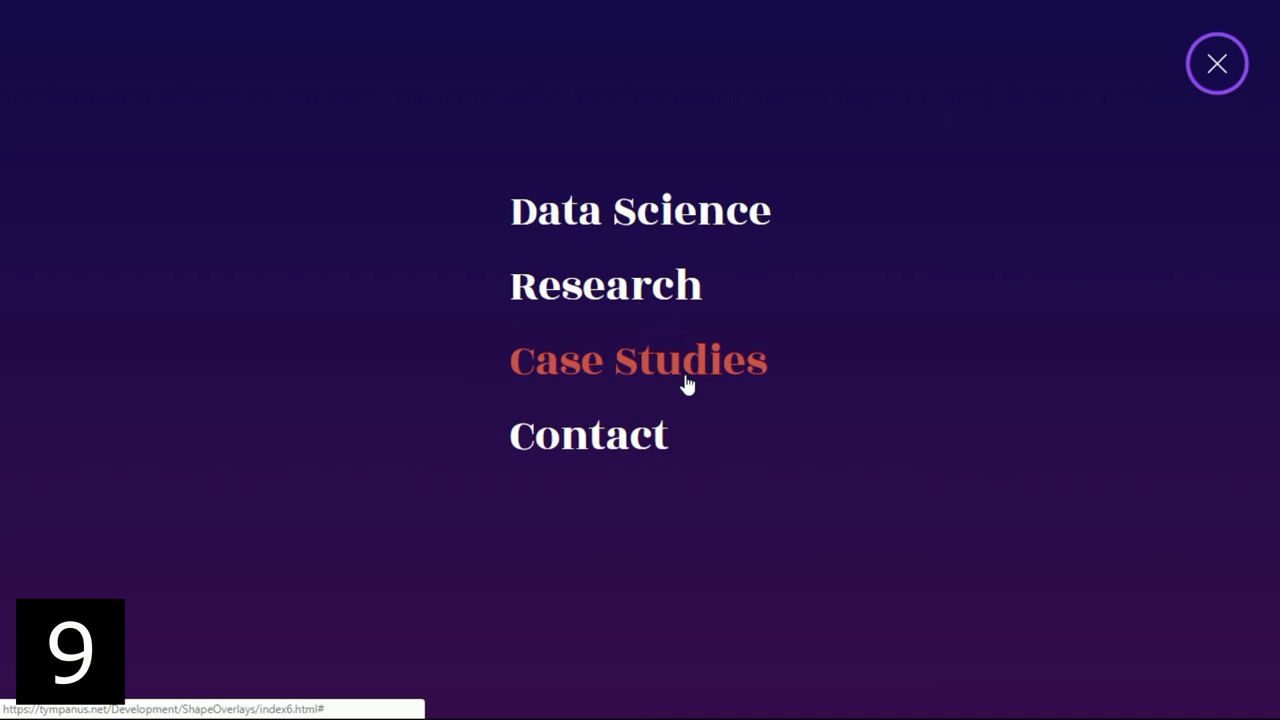 Data Science
Research
Case Studies
Contact
9
https://tympanus.net/Development/ShapeOverlays/index6.html#